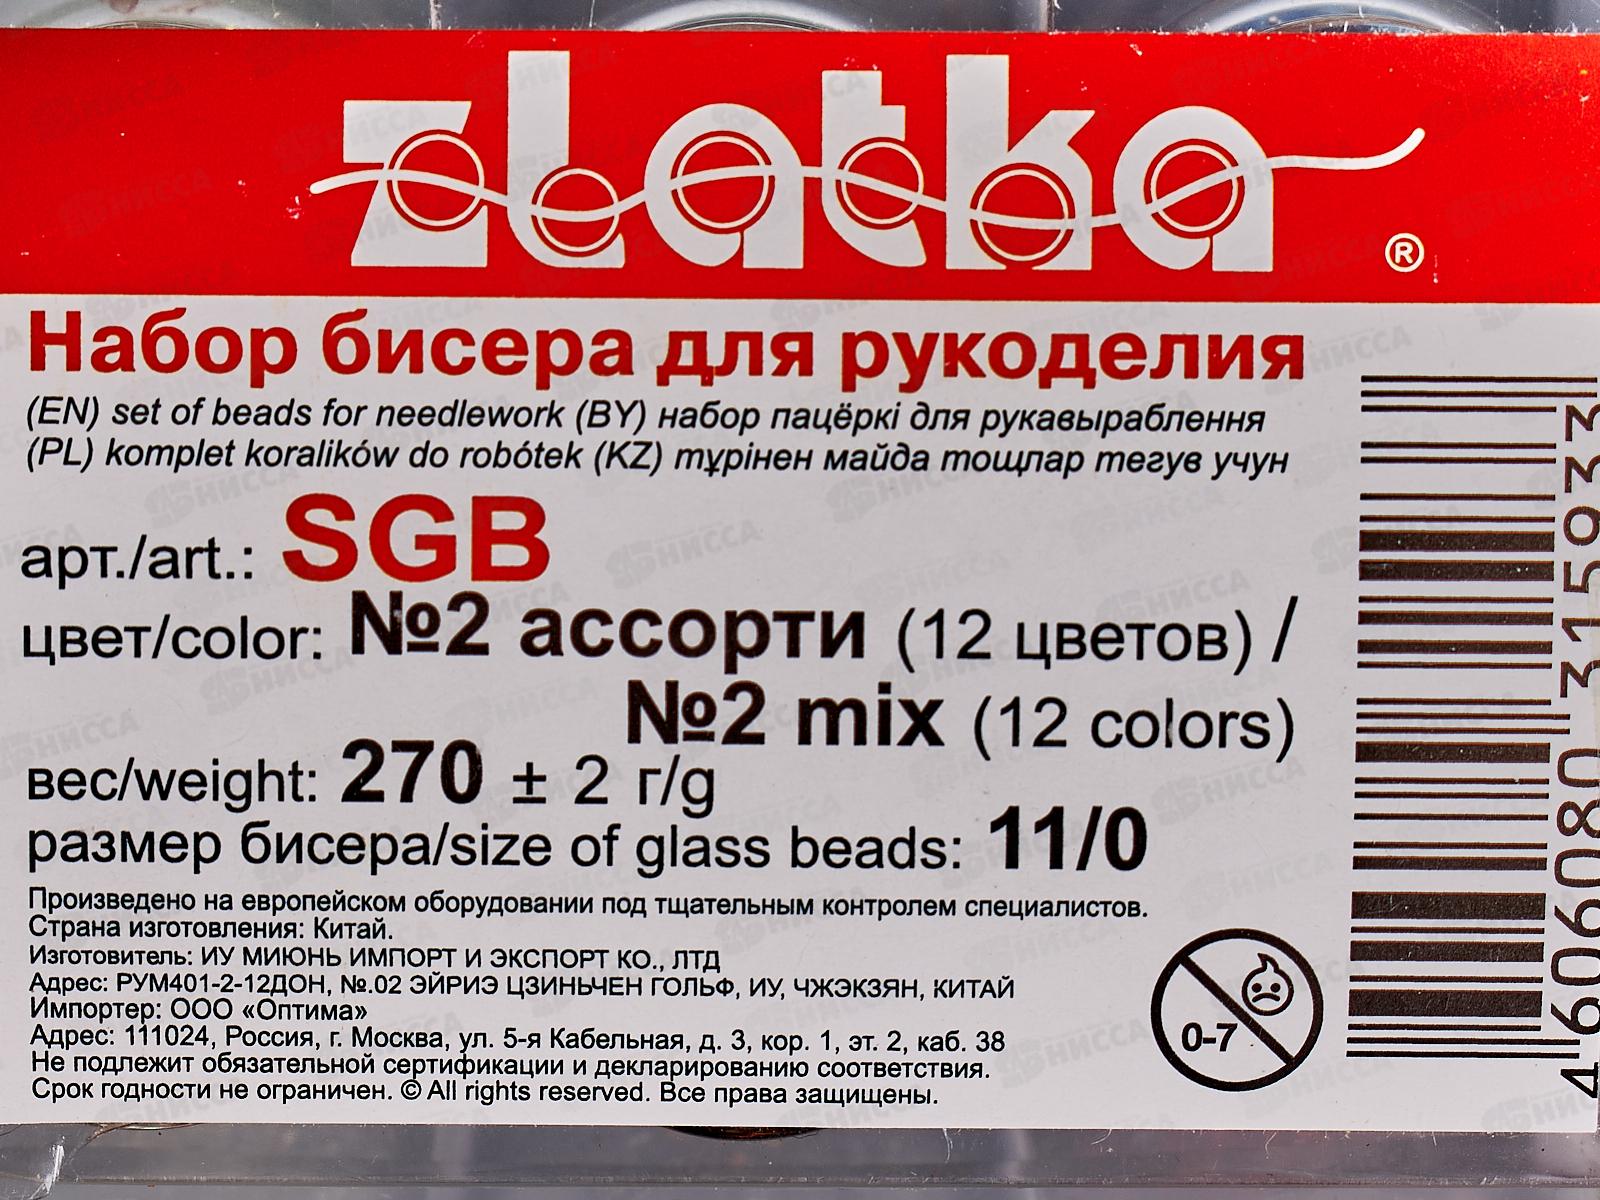 zlatka ®
Набор бисера для рукоделия
(EN) set of beads for needlework (BY) набор пацёркі для рукавыраблення
(PL) komplet koralików do robótek (KZ) түрінен майда тощлар тегув учун
арт./art.: SGB
цвет/color: №2 ассорти (12 цветов) /
№2 mix (12 colors)
вес/weight: 270 ± 2 г/g
размер бисера/size of glass beads: 11/0
Произведено на европейском оборудовании под тщательным контролем специалистов.
Страна изготовления: Китай.
Изготовитель: ИУ МИЮНЬ ИМПОРТ И ЭКСПОРТ КО., ЛТД
Адрес: РУМ401-2-12ДОН, №.02 ЭЙРИЭ ЦЗИНЬЧЕН ГОЛЬФ, ИУ, ЧЖЭКЗЯН, КИТАЙ
Импортер: ООО «Оптима»
Адрес: 111024, Россия, г. Москва, ул. 5-я Кабельная, д. 3, кор. 1, эт. 2, каб. 38
Не подлежит обязательной сертификации и декларированию соответствия.
Срок годности не ограничен. © All rights reserved. Все права защищены.
0-7
4 606080 315933
НИССА